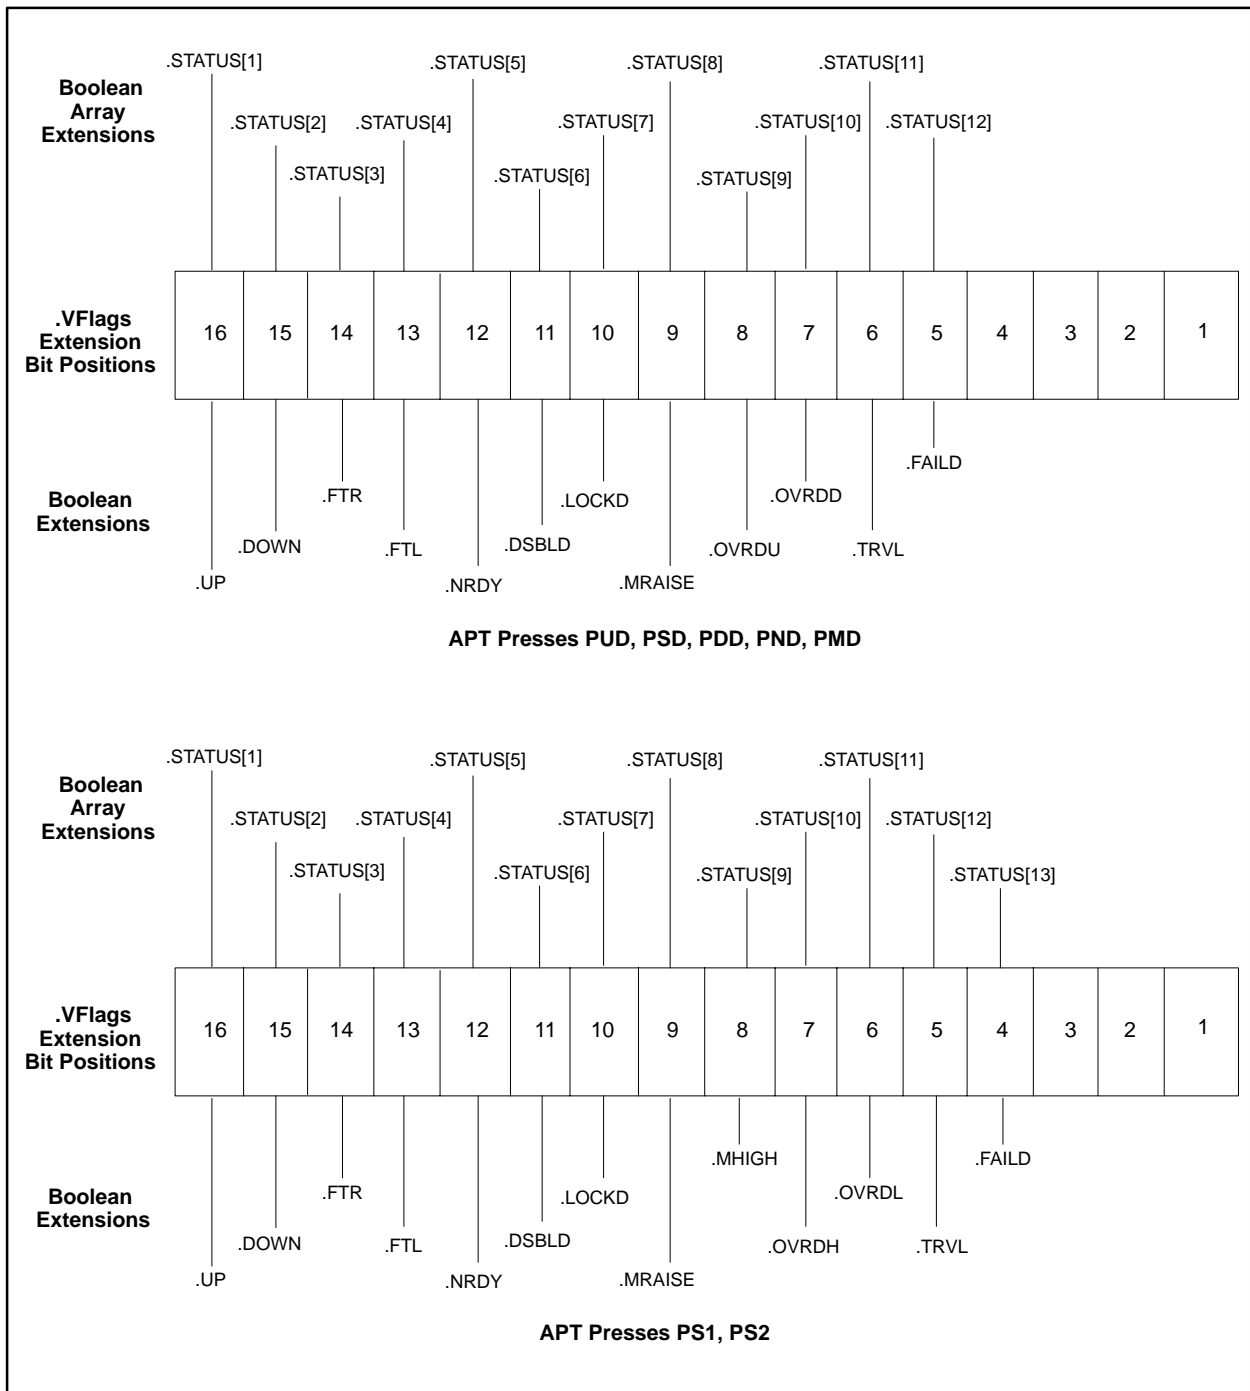 .STATUS[1]
.STATUS[5]
.STATUS[8]
.STATUS[11]
Boolean
Array
Extensions
.STATUS[2]
.STATUS[4]
.STATUS[7]
.STATUS[10]
.STATUS[12]
.STATUS[3]
.STATUS[6]
.STATUS[9]
.VFlags
Extension
Bit Positions
16 15 14 13 12 11 10 9 8 7 6 5 4 3 2 1
Boolean
Extensions
.FAILD
.FTR
.LOCKD
.OVRDD
.DOWN
.FTL
.DSBLD
.OVRDU
.TRVL
.UP
.NRDY
.MRAISE
APT Presses PUD, PSD, PDD, PND, PMD
.STATUS[1]
.STATUS[5]
.STATUS[8]
.STATUS[11]
Boolean
Array
Extensions
.STATUS[2]
.STATUS[4]
.STATUS[7]
.STATUS[10]
.STATUS[12]
.STATUS[3]
.STATUS[6]
.STATUS[9]
.STATUS[13]
.VFlags
Extension
Bit Positions
16 15 14 13 12 11 10 9 8 7 6 5 4 3 2 1
Boolean
Extensions
.MHIGH
.FAILD
.FTR
.LOCKD
.OVRDL
.DOWN
.FTL
.DSBLD
.OVRDH
.TRVL
.UP
.NRDY
.MRAISE
APT Presses PS1, PS2